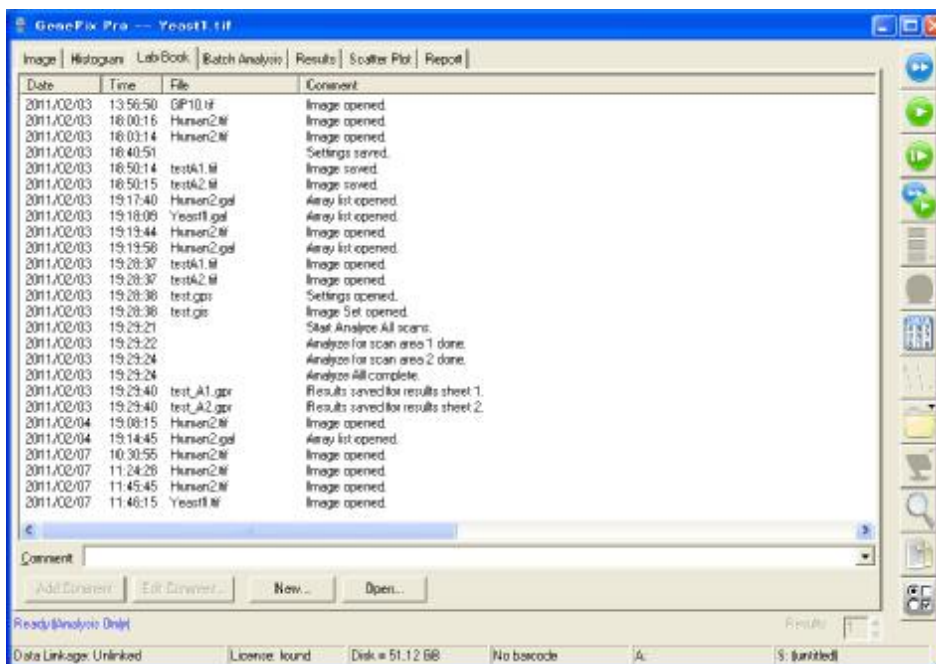 GenePix Pro -- Yeast1.tif
Image Histogram Lab Book Batch Analysis Results Scatter Plot Report
Date Time File Comment
2011/02/03 13:56:50 GIP10.tif Image opened.
2011/02/03 18:00:16 Human2.tif Image opened.
2011/02/03 18:03:14 Human2.tif Image opened.
2011/02/03 18:40:51 Settings saved.
2011/02/03 18:50:14 testA1.tif Image saved.
2011/02/03 18:50:15 testA2.tif Image saved.
2011/02/03 19:17:40 Human2.gal Array list opened.
2011/02/03 19:18:09 Yeast1.gal Array list opened.
2011/02/03 19:19:44 Human2.tif Image opened.
2011/02/03 19:19:58 Human2.gal Array list opened.
2011/02/03 19:28:37 testA1.tif Image opened.
2011/02/03 19:28:37 testA2.tif Image opened.
2011/02/03 19:28:38 test.gps Settings opened.
2011/02/03 19:28:38 test.gis Image Set opened.
2011/02/03 19:29:21 Start Analyze All scans.
2011/02/03 19:29:22 Analyze for scan area 1 done.
2011/02/03 19:29:24 Analyze for scan area 2 done.
2011/02/03 19:29:24 Analyze All complete.
2011/02/03 19:29:40 test_A1.gpr Results saved for results sheet 1.
2011/02/03 19:29:40 test_A2.gpr Results saved for results sheet 2.
2011/02/04 19:08:15 Human2.tif Image opened.
2011/02/04 19:14:45 Human2.gal Array list opened.
2011/02/07 10:30:55 Human2.tif Image opened.
2011/02/07 11:24:28 Human2.tif Image opened.
2011/02/07 11:45:45 Human2.tif Image opened.
2011/02/07 11:46:15 Yeast1.tif Image opened.
Comment
Add Comment Edit Comment... New... Open...
Ready (Analysis Only) Results: 1
Data Linkage: Unlinked License: found Disk = 51.12 GB No barcode A: S: (untitled)